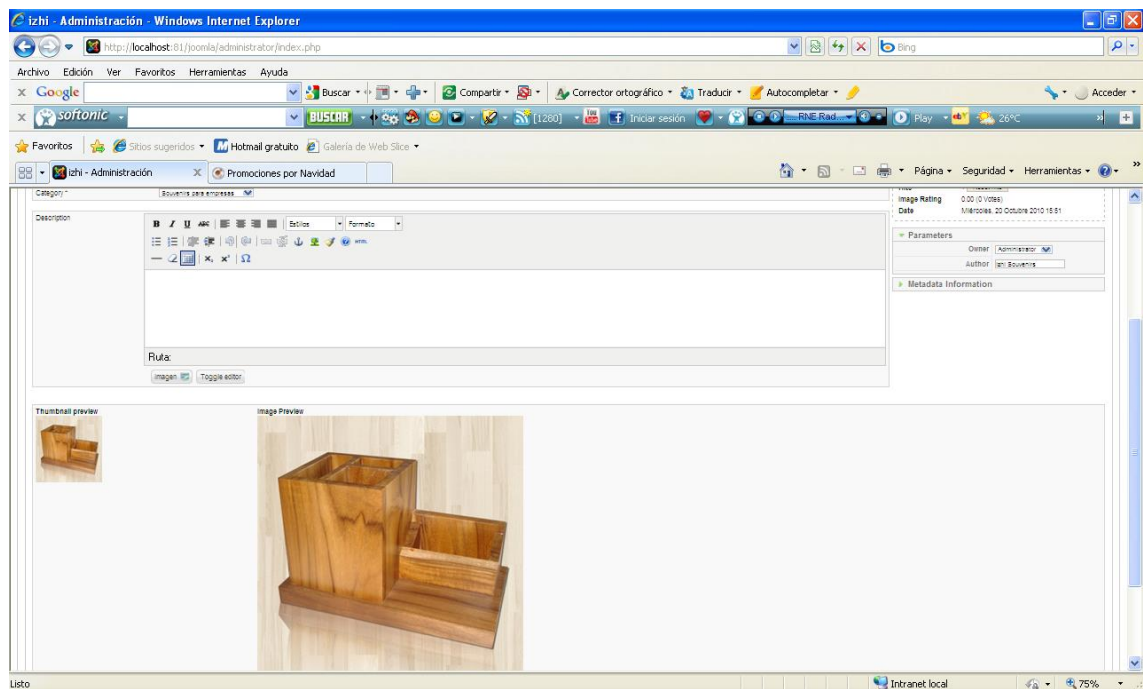 izhi - Administración - Windows Internet Explorer
http://localhost:81/joomla/administrator/index.php
Bing
Archivo Edición Ver Favoritos Herramientas Ayuda
x Google Buscar Compartir Corrector ortográfico Traducir Autocompletar Acceder
x softonic BUSCAR [1280] Iniciar sesión RNE Rad... Play 26°C
Favoritos Sitios sugeridos Hotmail gratuito Galería de Web Slice
izhi - Administración X Promociones por Navidad Página Seguridad Herramientas
Category * Souvenirs para empresas
Image Rating 0.00 (0 Votes)
Date Miércoles, 20 Octubre 2010 15:51
Description
B I U ABC Estilos Formato
HTML
Parameters
Owner Administrator
Author Izhi Souvenirs
Metadata Information
Ruta:
Imagen Toggle editor
Thumbnail preview Image Preview
Listo Intranet local 75%